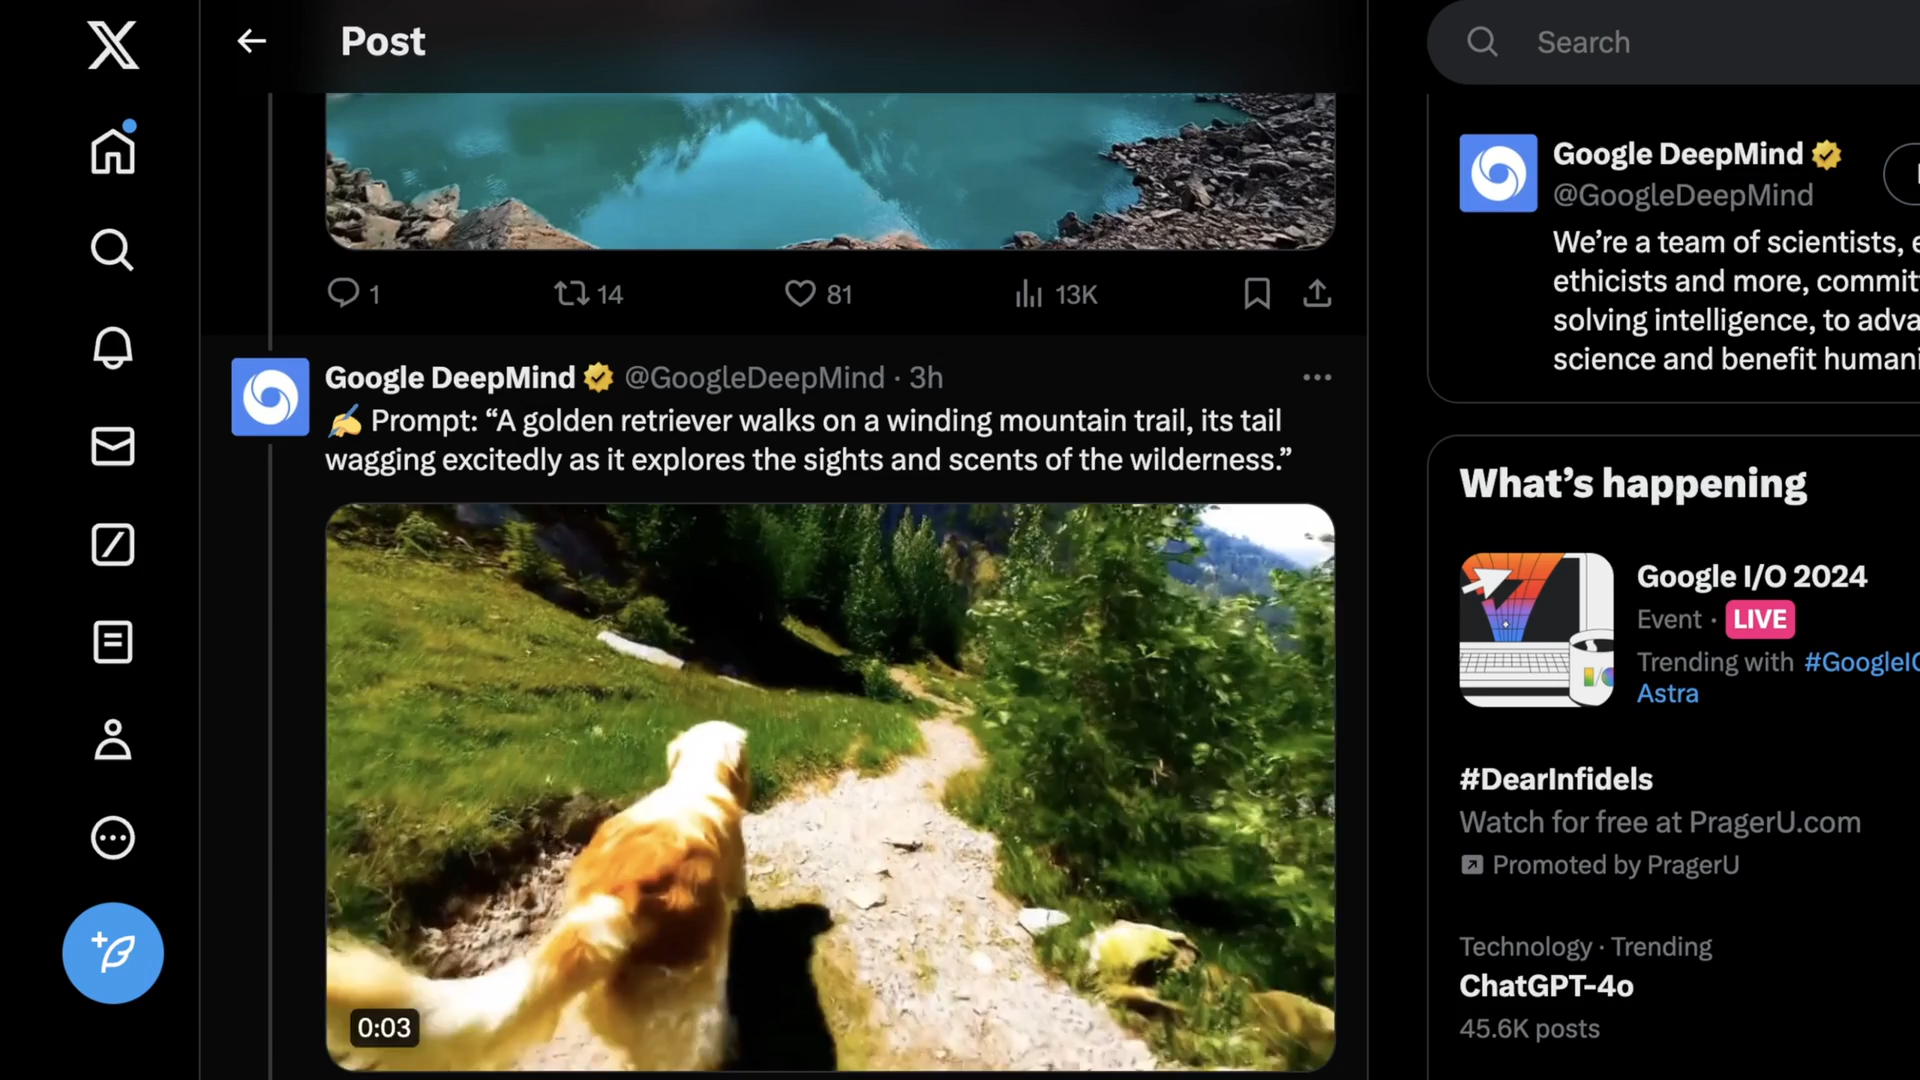 Post
1
14
81
13K
Google DeepMind @GoogleDeepMind · 3h
Prompt: “A golden retriever walks on a winding mountain trail, its tail
wagging excitedly as it explores the sights and scents of the wilderness.”
0:03
Search
Google DeepMind
@GoogleDeepMind
We’re a team of scientists,
ethicists and more,
solving intelligence, to
science and benefit
What’s happening
Google I/O 2024
Event · LIVE
Trending with
Astra
#DearInfidels
Watch for free at PragerU.com
Promoted by PragerU
Technology · Trending
ChatGPT-4o
45.6K posts